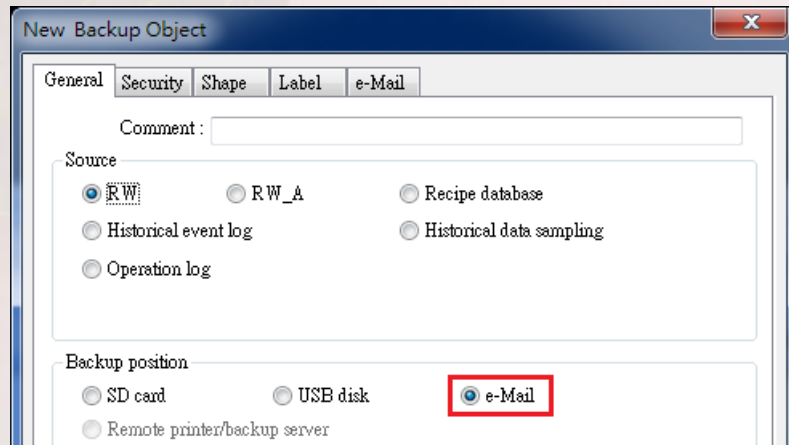 New Backup Object
General Security Shape Label e-Mail
Comment :
Source
RW RW_A Recipe database
Historical event log Historical data sampling
Operation log
Backup position
SD card USB disk e-Mail
Remote printer/backup server